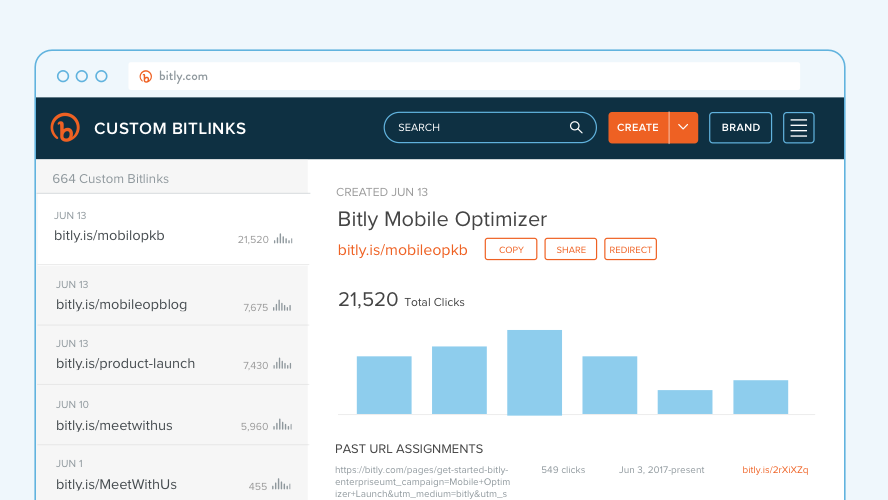 bitly.com
CUSTOM BITLINKS
SEARCH
CREATE
BRAND
664 Custom Bitlinks
JUN 13
bitly.is/mobilopkb
21,520
JUN 13
bitly.is/mobileopblog
7,675
JUN 13
bitly.is/product-launch
7,430
JUN 10
bitly.is/meetwithus
5,960
JUN 1
bitly.is/MeetWithUs
455
CREATED JUN 13
Bitly Mobile Optimizer
bitly.is/mobileopkb
COPY
SHARE
REDIRECT
21,520 Total Clicks
PAST URL ASSIGNMENTS
https://bitly.com/pages/get-started-bitly-
enterpriseumt_campaign=Mobile+Optim
izer+Launch&utm_medium=bitly&utm_s
549 clicks
Jun 3, 2017-present
bitly.is/2rXiXZq